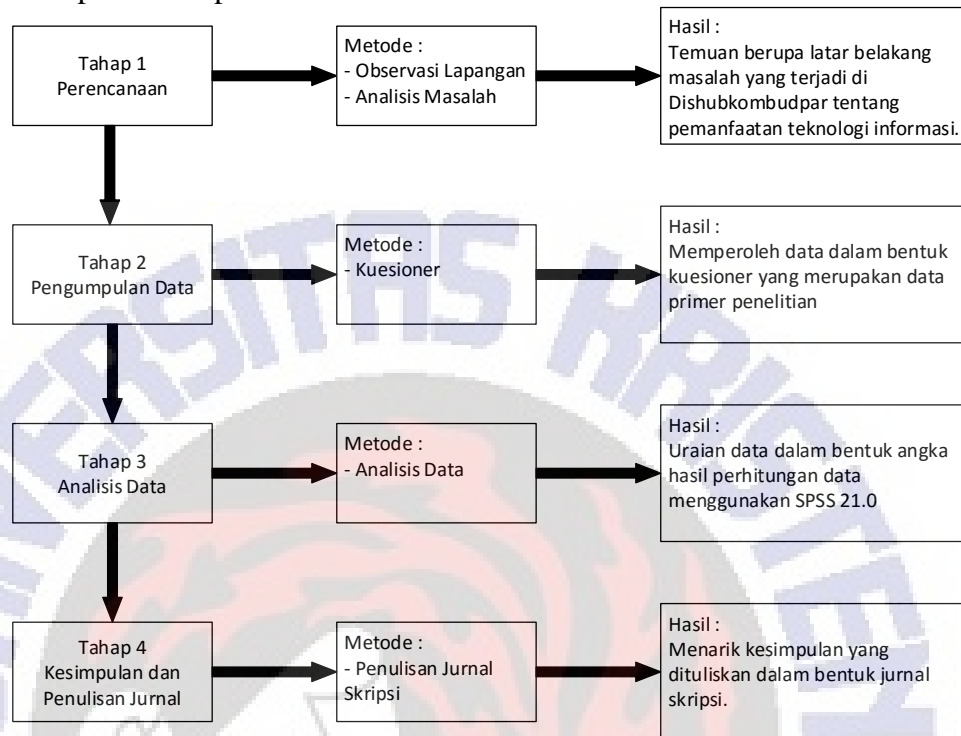 Tahap 1
Perencanaan
Metode :
- Observasi Lapangan
- Analisis Masalah
Hasil :
Temuan berupa latar belakang
masalah yang terjadi di
Dishubkombudpar tentang
pemanfaatan teknologi informasi.
Tahap 2
Pengumpulan Data
Metode :
- Kuesioner
Hasil :
Memperoleh data dalam bentuk
kuesioner yang merupakan data
primer penelitian
Tahap 3
Analisis Data
Metode :
- Analisis Data
Hasil :
Uraian data dalam bentuk angka
hasil perhitungan data
menggunakan SPSS 21.0
Tahap 4
Kesimpulan dan
Penulisan Jurnal
Metode :
- Penulisan Jurnal
Skripsi
Hasil :
Menarik kesimpulan yang
dituliskan dalam bentuk jurnal
skripsi.